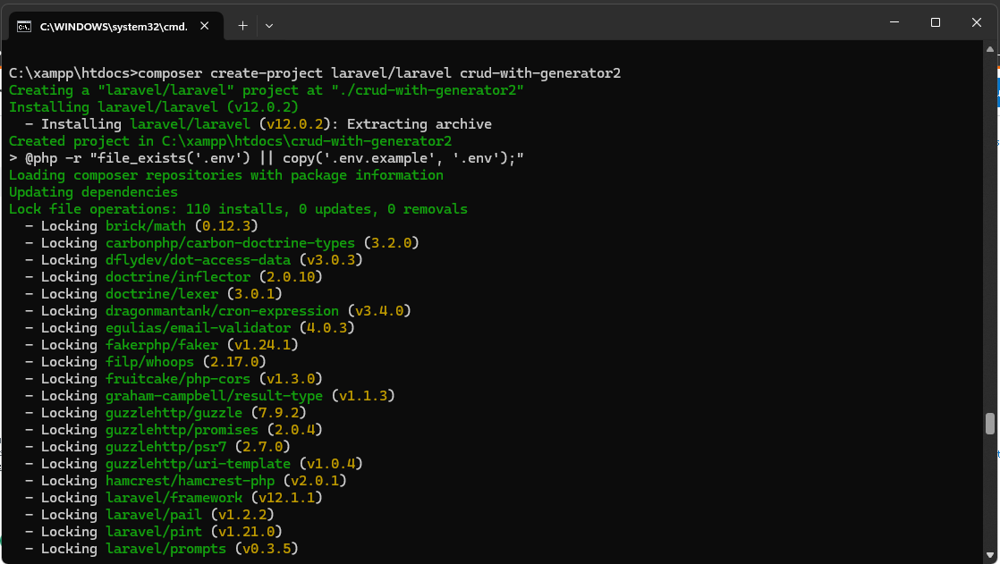 C:\WINDOWS\system32\cmd.
C:\xampp\htdocs>composer create-project laravel/laravel crud-with-generator2
Creating a "laravel/laravel" project at "./crud-with-generator2"
Installing laravel/laravel (v12.0.2)
  - Installing laravel/laravel (v12.0.2): Extracting archive
Created project in C:\xampp\htdocs\crud-with-generator2
> @php -r "file_exists('.env') || copy('.env.example', '.env');"
Loading composer repositories with package information
Updating dependencies
Lock file operations: 110 installs, 0 updates, 0 removals
  - Locking brick/math (0.12.3)
  - Locking carbonphp/carbon-doctrine-types (3.2.0)
  - Locking dflydev/dot-access-data (v3.0.3)
  - Locking doctrine/inflector (2.0.10)
  - Locking doctrine/lexer (3.0.1)
  - Locking dragonmantank/cron-expression (v3.4.0)
  - Locking egulias/email-validator (4.0.3)
  - Locking fakerphp/faker (v1.24.1)
  - Locking filp/whoops (2.17.0)
  - Locking fruitcake/php-cors (v1.3.0)
  - Locking graham-campbell/result-type (v1.1.3)
  - Locking guzzlehttp/guzzle (7.9.2)
  - Locking guzzlehttp/promises (2.0.4)
  - Locking guzzlehttp/psr7 (2.7.0)
  - Locking guzzlehttp/uri-template (v1.0.4)
  - Locking hamcrest/hamcrest-php (v2.0.1)
  - Locking laravel/framework (v12.1.1)
  - Locking laravel/pail (v1.2.2)
  - Locking laravel/pint (v1.21.0)
  - Locking laravel/prompts (v0.3.5)